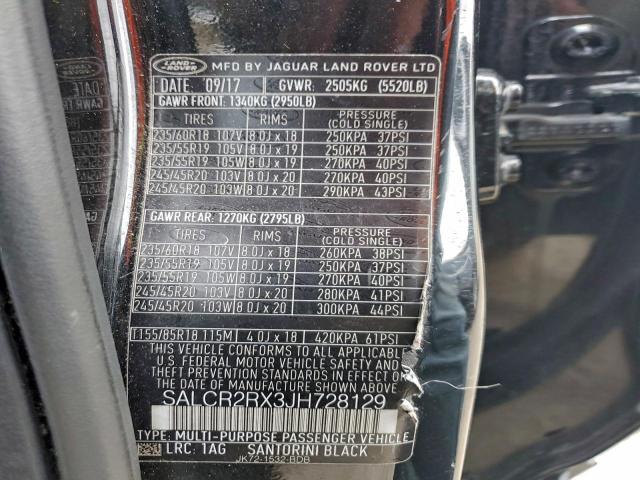 LAND ROVER MFD BY JAGUAR LAND ROVER LTD
DATE 09/17 GVWR: 2505KG (5520LB)
GAWR FRONT: 1340KG (2950LB)
TIRES RIMS PRESSURE (COLD SINGLE)
235/60R18 107V 8.0J x 18 250KPA 37PSI
235/55R19 105V 8.0J x 19 250KPA 37PSI
235/55R19 105W 8.0J x 19 270KPA 40PSI
245/45R20 103V 8.0J x 20 270KPA 40PSI
245/45R20 103W 8.0J x 20 290KPA 43PSI
GAWR REAR: 1270KG (2795LB)
TIRES RIMS PRESSURE (COLD SINGLE)
235/60R18 107V 8.0J x 18 260KPA 38PSI
235/55R19 105V 8.0J x 19 250KPA 37PSI
235/55R19 105W 8.0J x 19 270KPA 40PSI
245/45R20 103V 8.0J x 20 280KPA 41PSI
245/45R20 103W 8.0J x 20 300KPA 44PSI
T155/85R18 115M 4.0J x 18 420KPA 61PSI
THIS VEHICLE CONFORMS TO ALL APPLICABLE
U.S FEDERAL MOTOR VEHICLE SAFETY AND
THEFT PREVENTION STANDARDS IN EFFECT
ON THE DATE OF MANUFACTURE SHOWN ABOVE
SALCR2RX3JH728129
TYPE: MULTI-PURPOSE PASSENGER VEHICLE
LRC: 1AG SANTORINI BLACK
JK72-1532-BDB